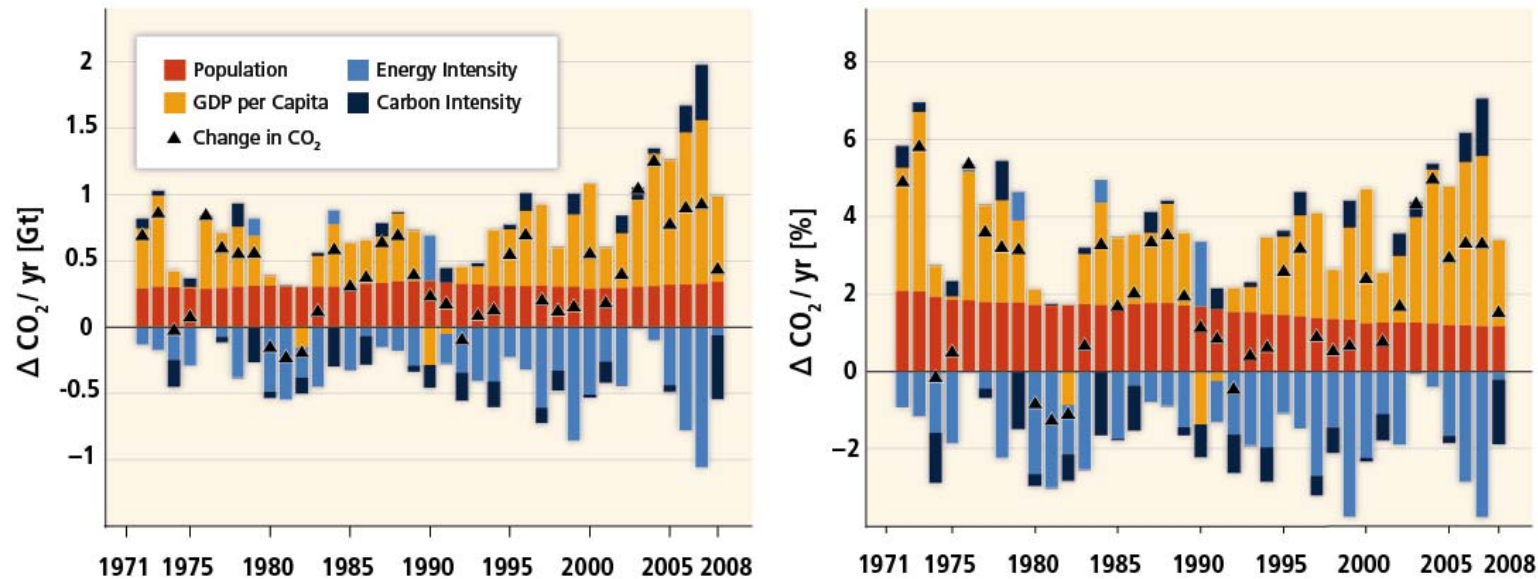 Δ CO₂ / yr [Gt]
2
1.5
1
0.5
0
-0.5
−1
Population
Energy Intensity
GDP per Capita
Carbon Intensity
Change in CO₂
1971 1975 1980 1985 1990 1995 2000 2005 2008
Δ CO₂ / yr [%]
8
6
4
2
0
−2
1971 1975 1980 1985 1990 1995 2000 2005 2008